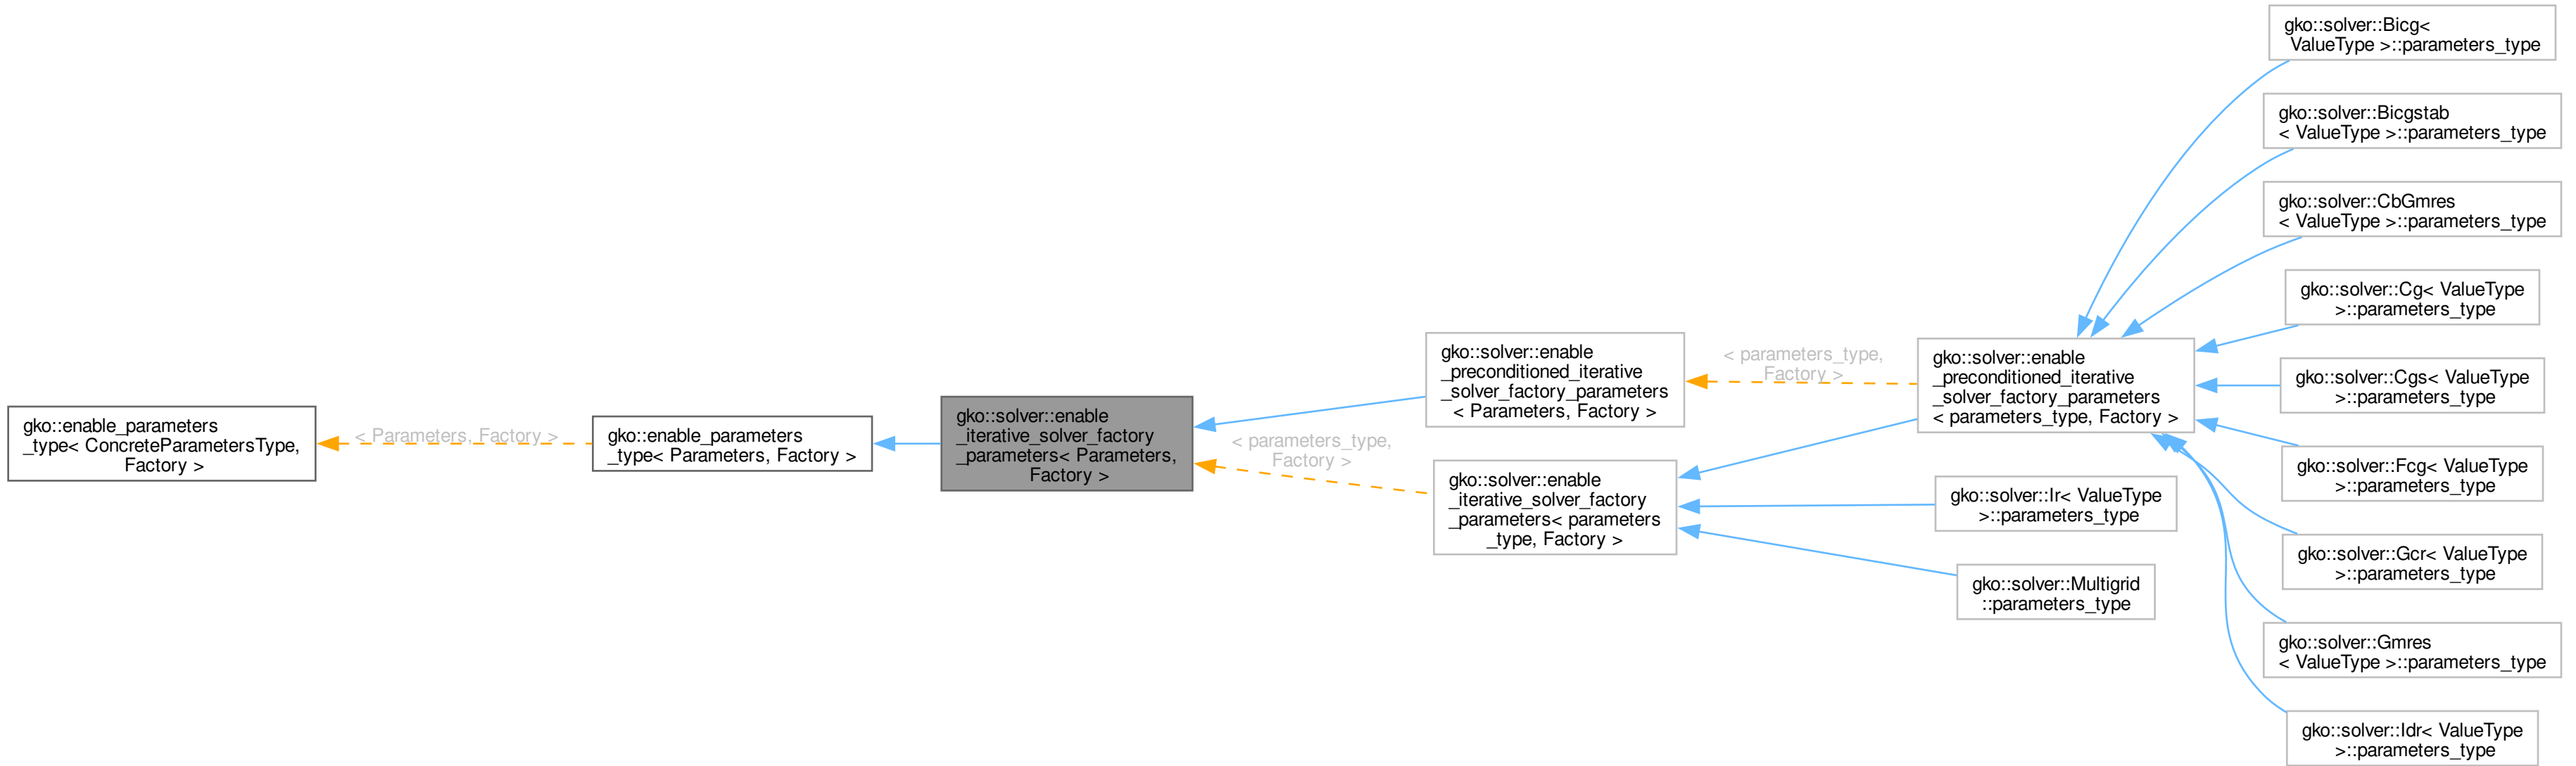 gko::enable_parameters
_type< ConcreteParametersType,
Factory >
< Parameters, Factory >
gko::enable_parameters
_type< Parameters, Factory >
gko::solver::enable
_iterative_solver_factory
_parameters< Parameters,
Factory >
< parameters_type,
Factory >
gko::solver::enable
_preconditioned_iterative
_solver_factory_parameters
< Parameters, Factory >
gko::solver::enable
_iterative_solver_factory
_parameters< parameters
_type, Factory >
< parameters_type,
Factory >
gko::solver::enable
_preconditioned_iterative
_solver_factory_parameters
< parameters_type, Factory >
gko::solver::Ir< ValueType
>::parameters_type
gko::solver::Multigrid
::parameters_type
gko::solver::Bicg<
ValueType >::parameters_type
gko::solver::Bicgstab
< ValueType >::parameters_type
gko::solver::CbGmres
< ValueType >::parameters_type
gko::solver::Cg< ValueType
>::parameters_type
gko::solver::Cgs< ValueType
>::parameters_type
gko::solver::Fcg< ValueType
>::parameters_type
gko::solver::Gcr< ValueType
>::parameters_type
gko::solver::Gmres
< ValueType >::parameters_type
gko::solver::Idr< ValueType
>::parameters_type